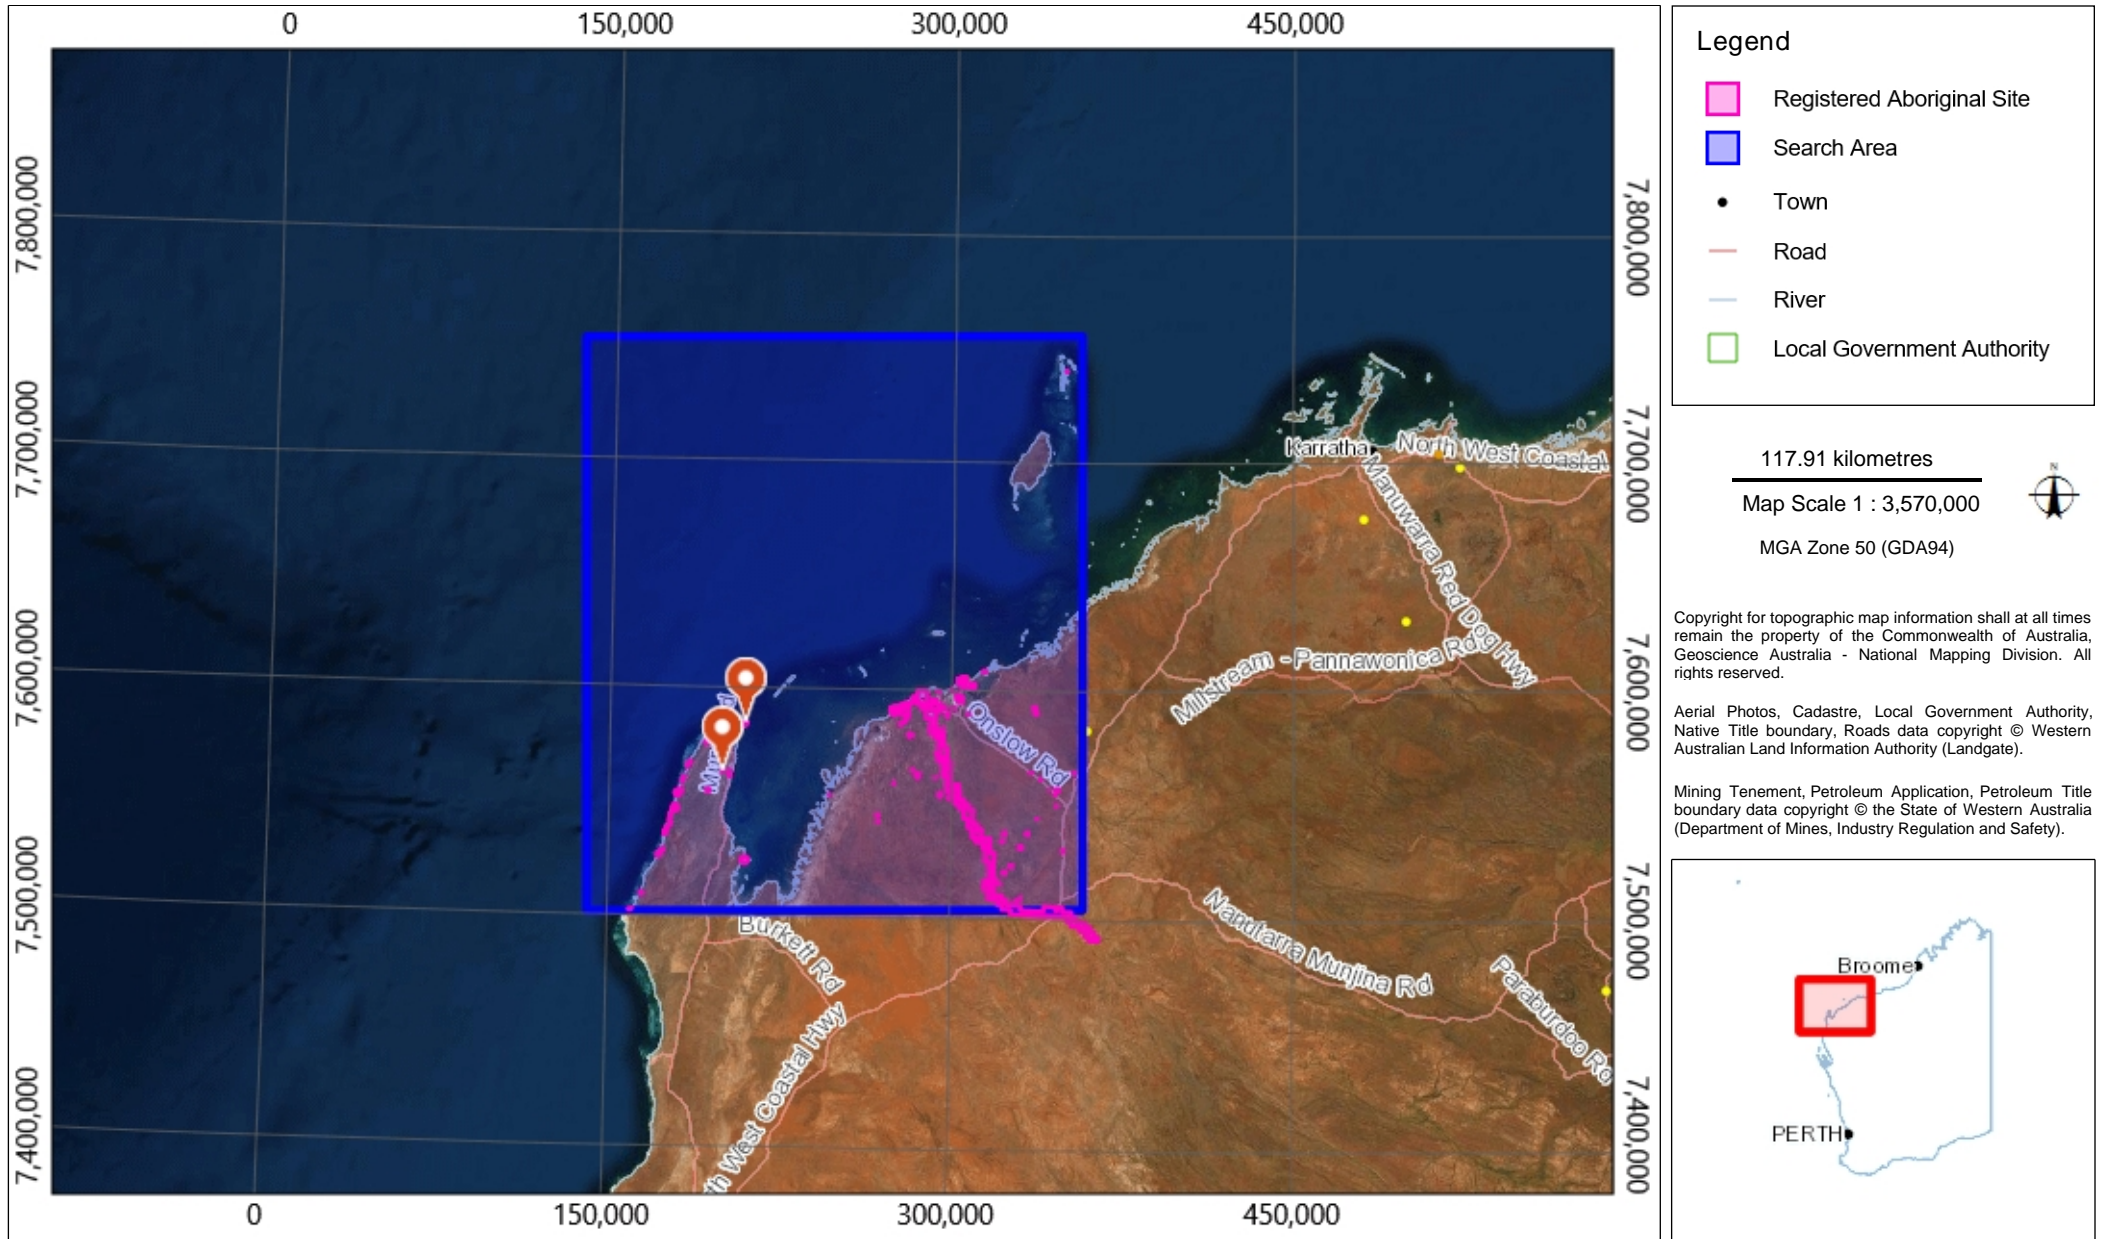 0 150,000 300,000 450,000
7,800,000
7,700,000
7,600,000
7,500,000
7,400,000
7,800,000
7,700,000
7,600,000
7,500,000
7,400,000
Karratha
North West Coastal
Manuwarra Red Dog Hwy
Millstream - Pannawonica Rd
Onslow Rd
Burkett Rd
Nanutarra Munjina Rd
Paraburdoo Rd
th West Coastal Hwy
0 150,000 300,000 450,000
Legend
Registered Aboriginal Site
Search Area
Town
Road
River
Local Government Authority
117.91 kilometres
Map Scale 1 : 3,570,000
MGA Zone 50 (GDA94)
N
Copyright for topographic map information shall at all times
remain the property of the Commonwealth of Australia,
Geoscience Australia - National Mapping Division. All
rights reserved.
Aerial Photos, Cadastre, Local Government Authority,
Native Title boundary, Roads data copyright © Western
Australian Land Information Authority (Landgate).
Mining Tenement, Petroleum Application, Petroleum Title
boundary data copyright © the State of Western Australia
(Department of Mines, Industry Regulation and Safety).
Broome
PERTH